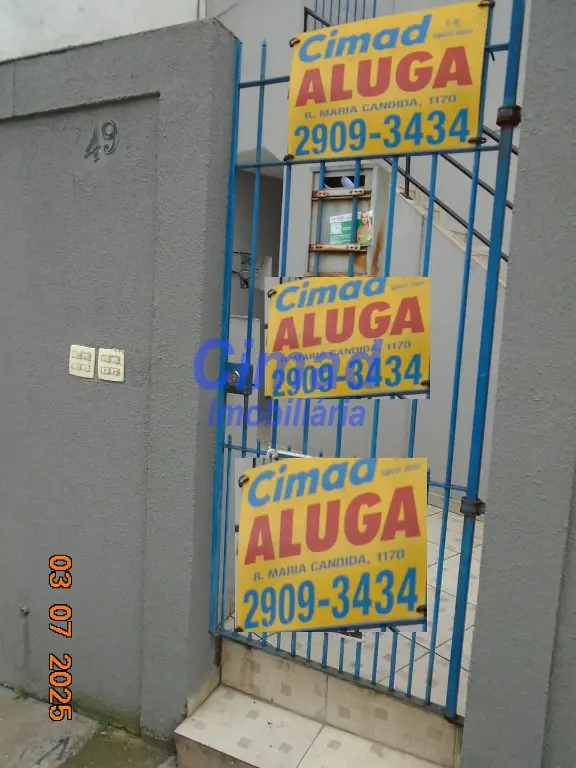 49
Cimad
ALUGA
R. MARIA CANDIDA, 1170
2909-3434
Cimad
ALUGA
R. MARIA CANDIDA, 1170
2909-3434
Cimad
Imobiliária
Cimad
ALUGA
R. MARIA CANDIDA, 1170
2909-3434
03 07 2025